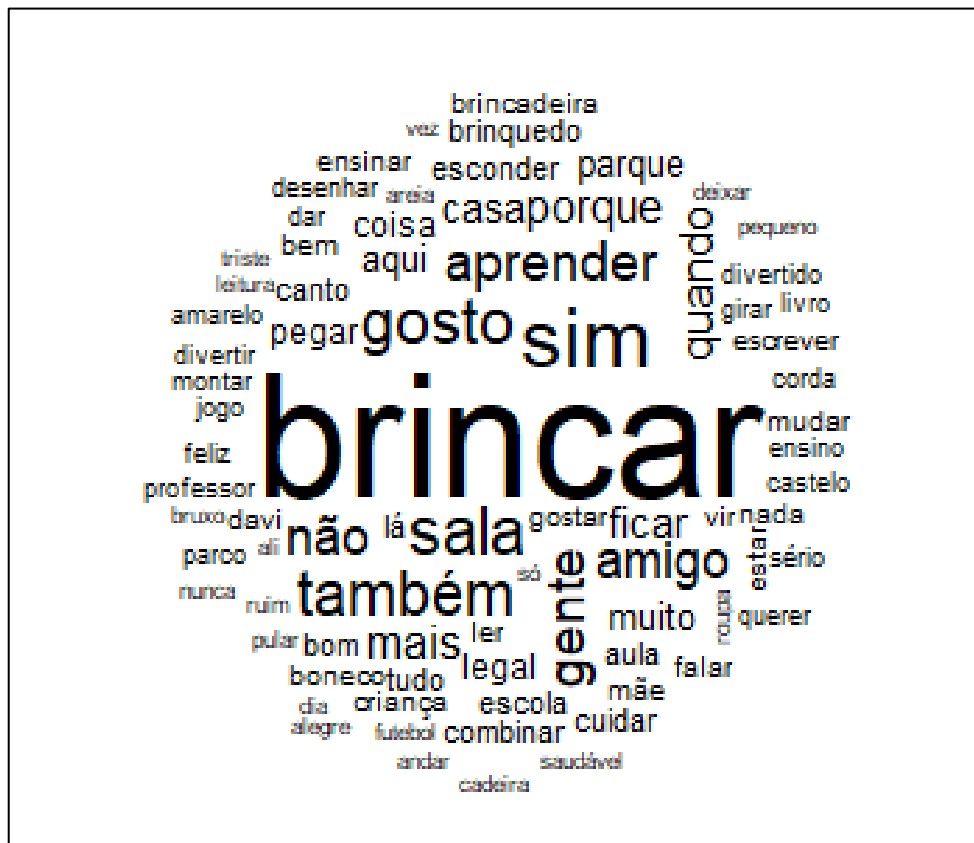 brincadeira
vez brinquedo
ensinar esconder parque
desenhar areia deixar
dar coisa casa porque quando pequeno
bem aqui aprender
triste divertido
leitura canto girar livro
amarelo pegar gosto sim escrever
divertir
montar brincar corda
jogo mudar
feliz ensino
professor castelo
bruxo davi não lá sala gostar ficar vir nada
parco ali gente amigo estar sério
nunca ruim também só muito roupa querer
pular bom mais ler aula falar
boneco tudo legal mãe
dia criança escola cuidar
alegre futebol combinar
andar saudável
cadeira